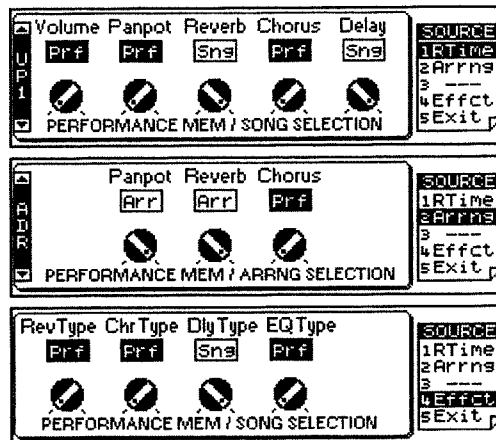 Volume Panpot Reverb Chorus Delay
Prf Prf Sng Prf Sng
UP1
PERFORMANCE MEM / SONG SELECTION
SOURCE
1RTime
2Arrng
3 ---
4Effct
5Exit
Panpot Reverb Chorus
Arr Arr Prf
ADR
PERFORMANCE MEM / ARRNG SELECTION
SOURCE
1RTime
2Arrng
3 ---
4Effct
5Exit
RevType ChrType DlyType EQType
Prf Prf Sng Prf
PERFORMANCE MEM / SONG SELECTION
SOURCE
1RTime
2Arrng
3 ---
4Effct
5Exit